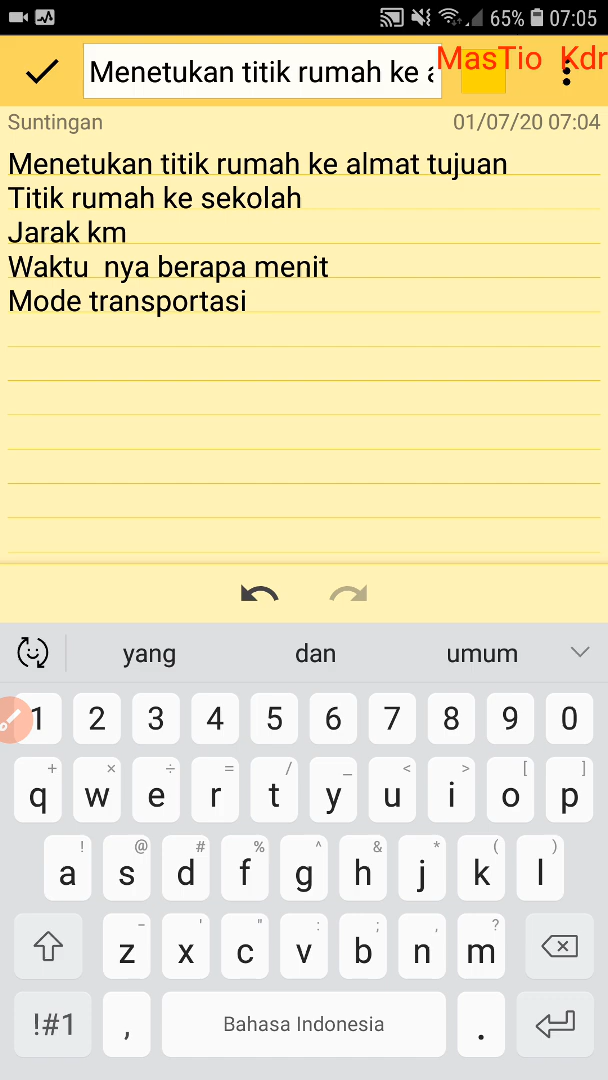 65% 07:05
Menetukan titik rumah ke a
MasTio Kdr
Suntingan 01/07/20 07:04
Menetukan titik rumah ke almat tujuan
Titik rumah ke sekolah
Jarak km
Waktu nya berapa menit
Mode transportasi
yang dan umum
1 2 3 4 5 6 7 8 9 0
+ × ÷ = / _ < > [ ]
q w e r t y u i o p
! @ # % ^ & * ( )
a s d f g h j k l
- ' " : ; , ?
z x c v b n m
!#1 , Bahasa Indonesia .